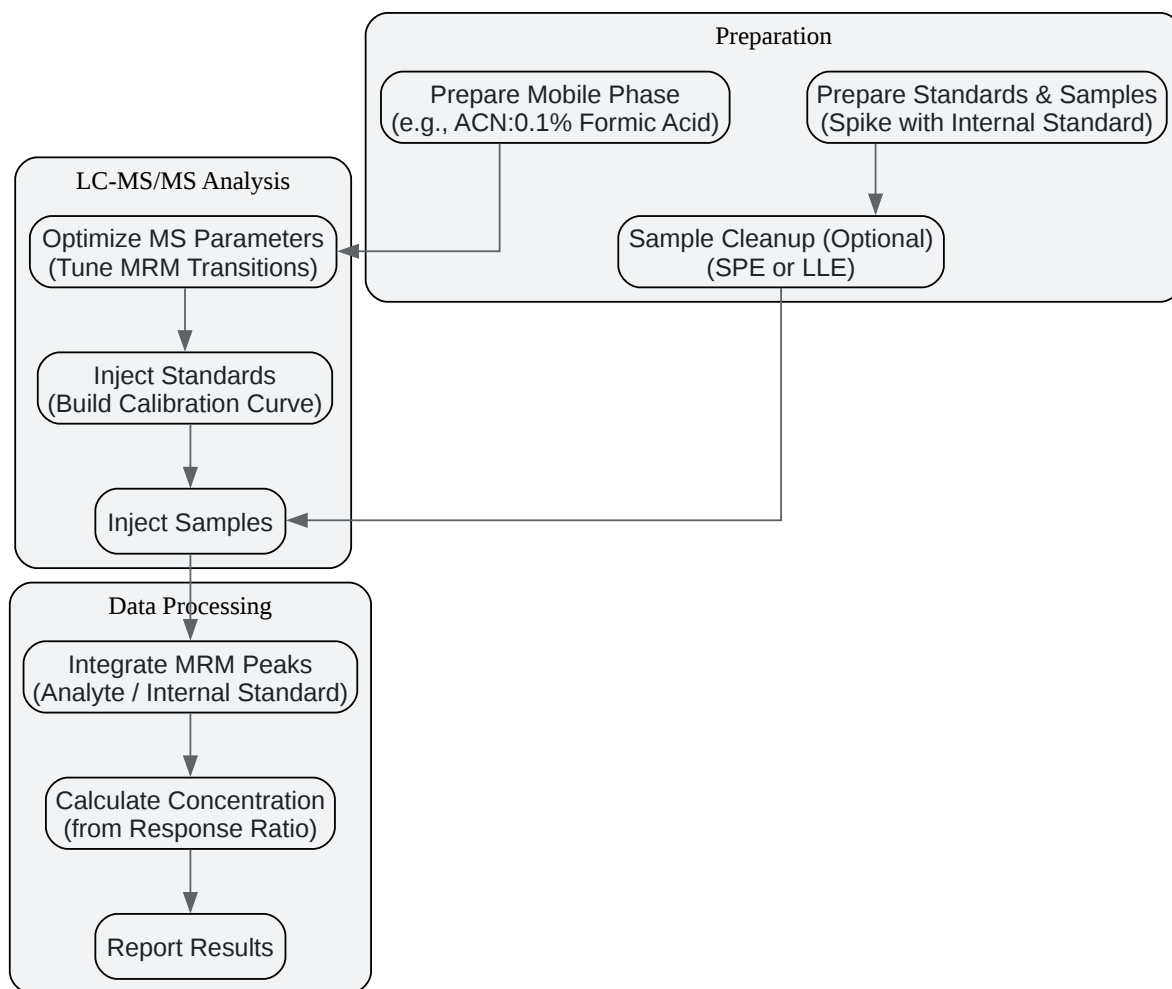 Preparation
Prepare Mobile Phase
(e.g., ACN:0.1% Formic Acid)
Prepare Standards & Samples
(Spike with Internal Standard)
Sample Cleanup (Optional)
(SPE or LLE)
LC-MS/MS Analysis
Optimize MS Parameters
(Tune MRM Transitions)
Inject Standards
(Build Calibration Curve)
Inject Samples
Data Processing
Integrate MRM Peaks
(Analyte / Internal Standard)
Calculate Concentration
(from Response Ratio)
Report Results